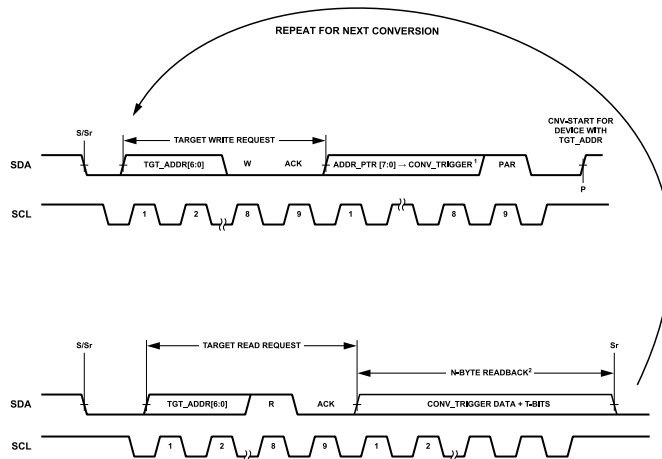 REPEAT FOR NEXT CONVERSION
CNV-START FOR
DEVICE WITH
TGT_ADDR
S/Sr
TARGET WRITE REQUEST
SDA
TGT_ADDR[6:0]
W
ACK
ADDR_PTR [7:0] → CONV_TRIGGER¹
PAR
P
SCL
1
2
8
9
1
8
9
S/Sr
TARGET READ REQUEST
Sr
N-BYTE READBACK²
SDA
TGT_ADDR[6:0]
R
ACK
CONV_TRIGGER DATA + T-BITS
SCL
1
2
8
9
1
2